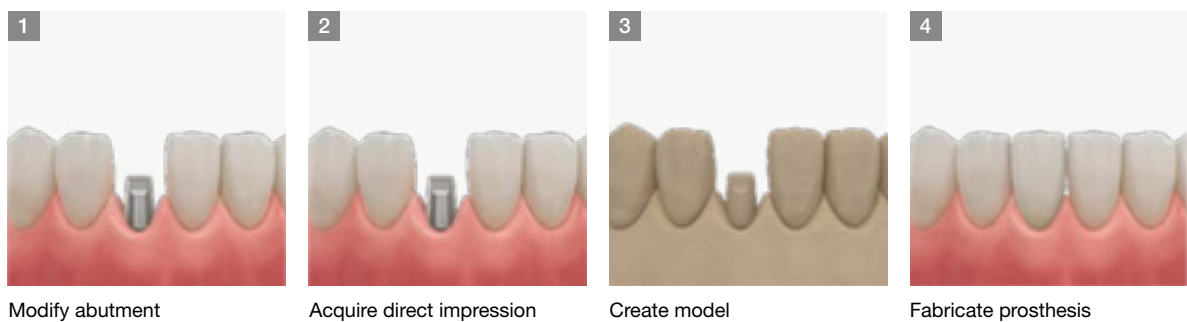 1
2
3
4
Modify abutment
Acquire direct impression
Create model
Fabricate prosthesis